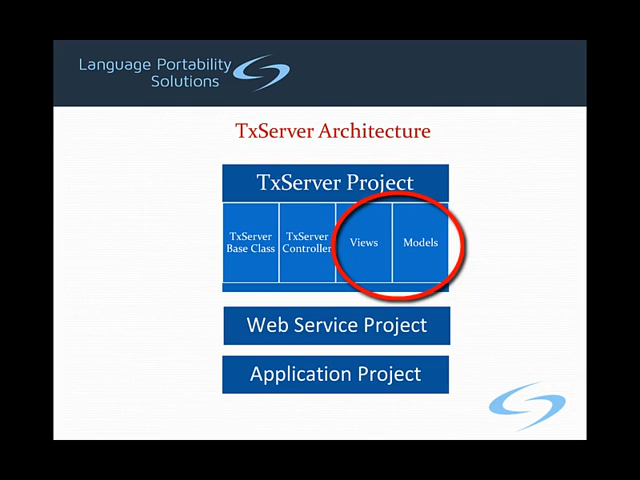 Language Portability
Solutions
TxServer Architecture
TxServer Project
TxServer
Base Class
TxServer
Controller
Views
Models
Web Service Project
Application Project